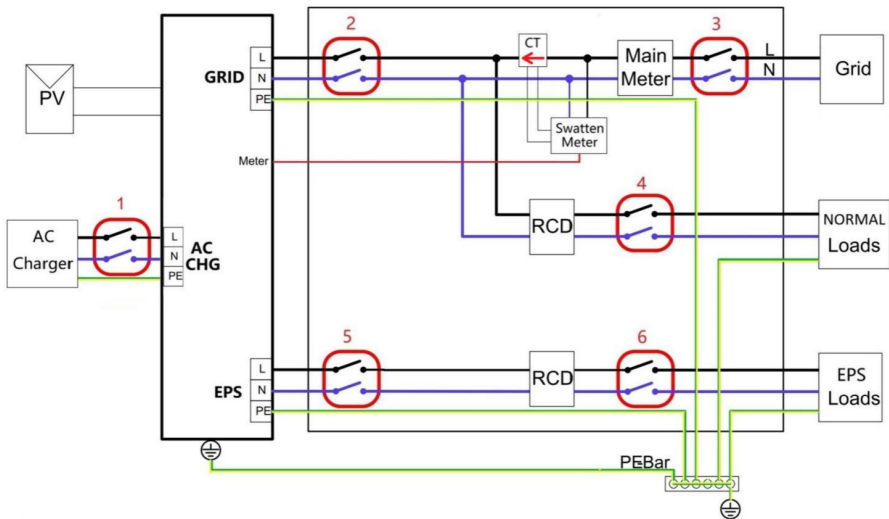 2
3
L
N
PE
GRID
CT
Main
Meter
L
N
Grid
PV
Swatten
Meter
Meter
1
4
AC
Charger
L
N
PE
AC
CHG
RCD
NORMAL
Loads
5
6
L
N
PE
EPS
RCD
EPS
Loads
PEBar